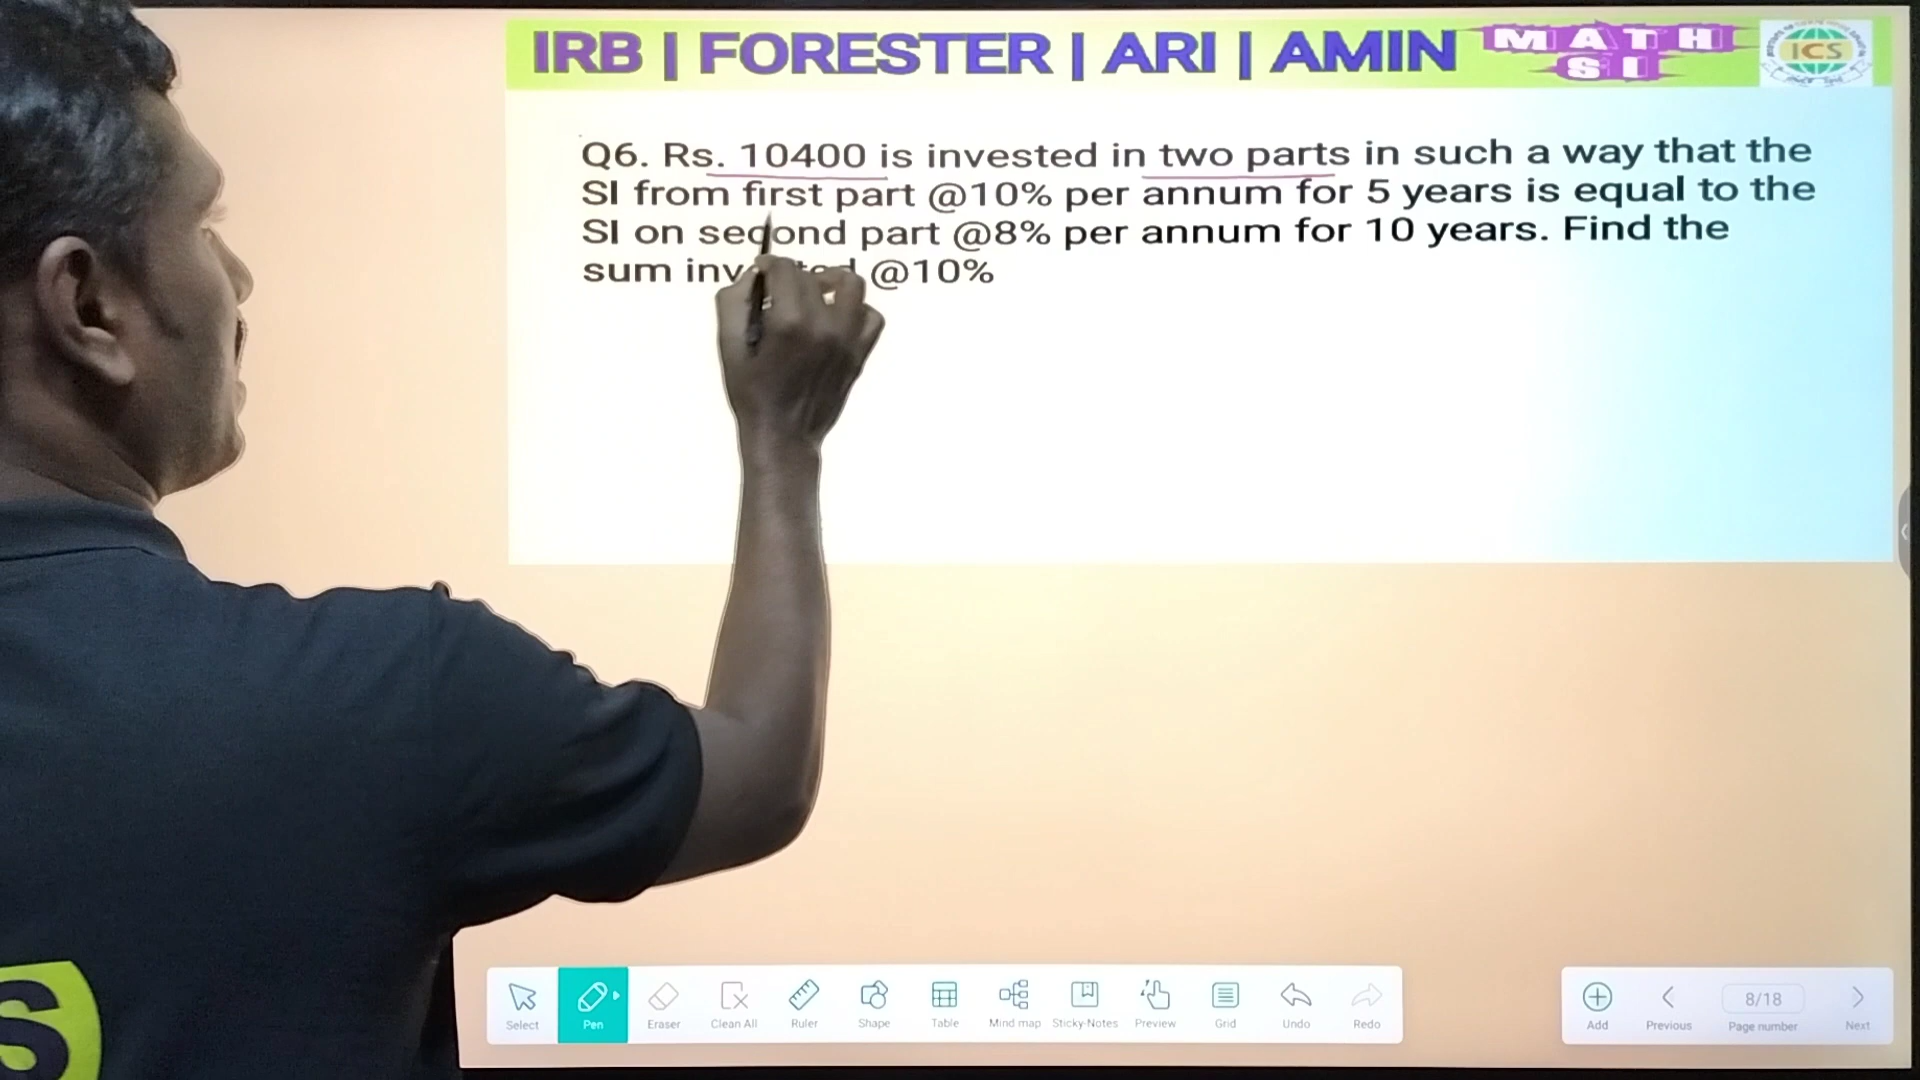 IRB | FORESTER | ARI | AMIN
MATH
SI
ICS
Q6. Rs. 10400 is invested in two parts in such a way that the
SI from first part @10% per annum for 5 years is equal to the
SI on second part @8% per annum for 10 years. Find the
sum @10%
S
Select
Pen
Eraser
Clean All
Ruler
Shape
Table
Mind map
Sticky-Notes
Preview
Grid
Undo
Redo
Add
Previous
8/18
Page number
Next